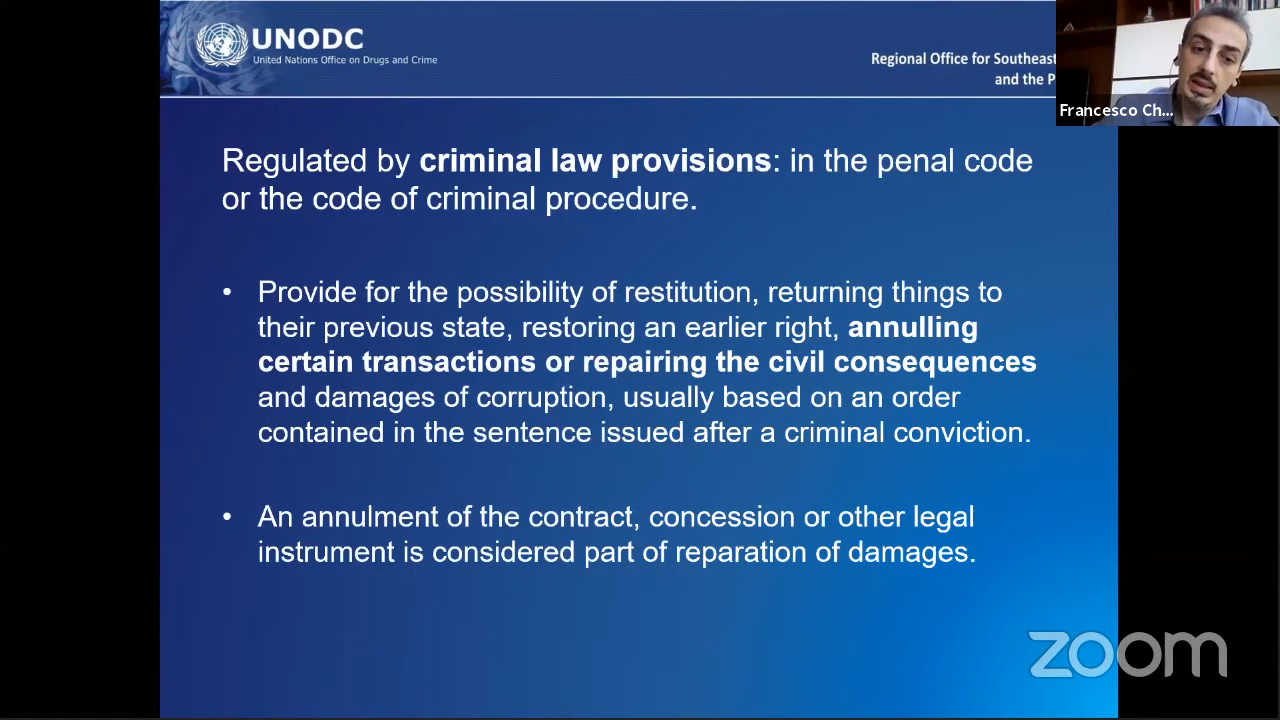 UNODC
United Nations Office on Drugs and Crime
Regional Office for Southeast
and the P
Francesco Ch...
Regulated by criminal law provisions: in the penal code
or the code of criminal procedure.
• Provide for the possibility of restitution, returning things to
their previous state, restoring an earlier right, annulling
certain transactions or repairing the civil consequences
and damages of corruption, usually based on an order
contained in the sentence issued after a criminal conviction.
• An annulment of the contract, concession or other legal
instrument is considered part of reparation of damages.
zoom